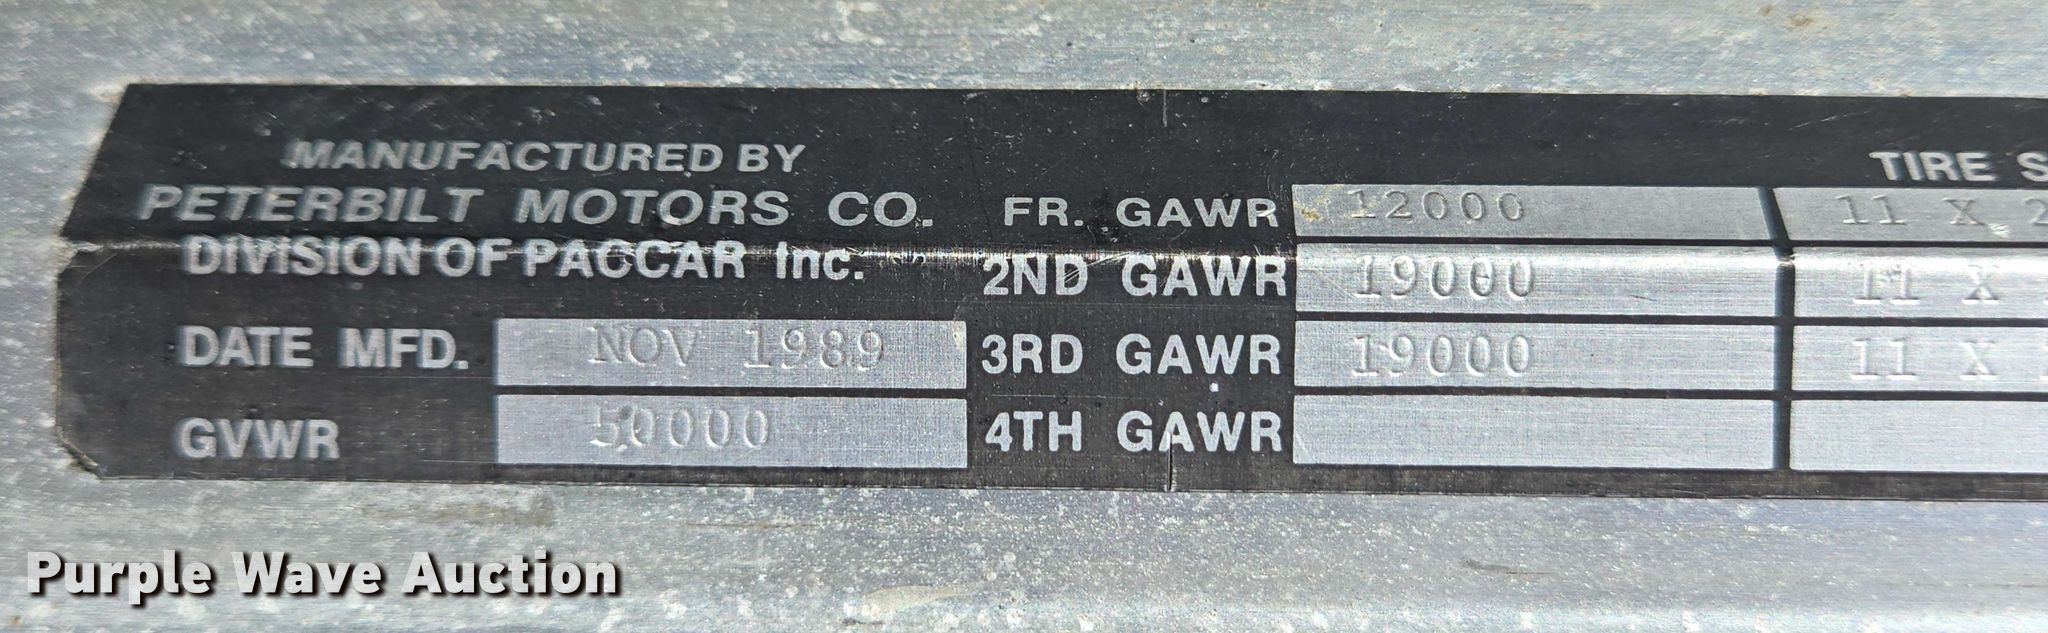 MANUFACTURED BY
PETERBILT MOTORS CO.
DIVISION OF PACCAR Inc.
DATE MFD. NOV 1989
GVWR 50000
TIRE S
FR. GAWR 12000 11 X 2
2ND GAWR 19000 11 X
3RD GAWR 19000 11 X
4TH GAWR
Purple Wave Auction